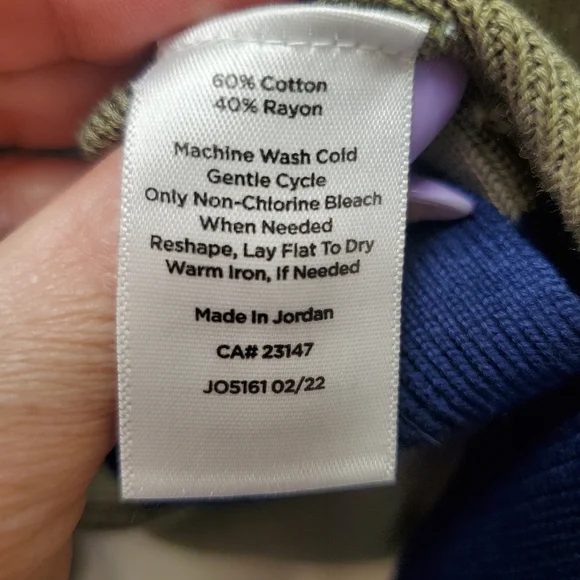 60% Cotton
40% Rayon
Machine Wash Cold
Gentle Cycle
Only Non-Chlorine Bleach
When Needed
Reshape, Lay Flat To Dry
Warm Iron, If Needed
Made In Jordan
CA# 23147
JO5161 02/22